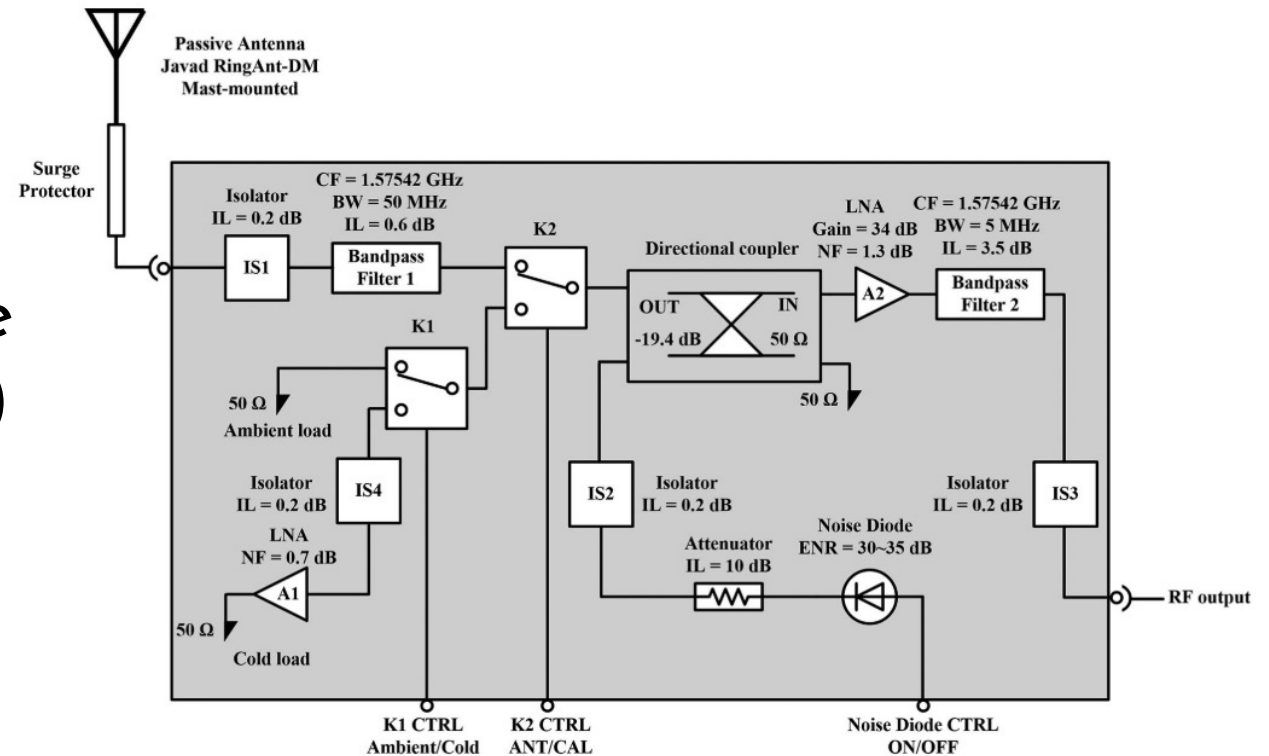 Passive Antenna
Javad RingAnt-DM
Mast-mounted
Surge
Protector
Isolator
IL = 0.2 dB
IS1
CF = 1.57542 GHz
BW = 50 MHz
IL = 0.6 dB
Bandpass
Filter 1
K2
K1
Directional coupler
OUT
IN
-19.4 dB
50 Ω
LNA
Gain = 34 dB
NF = 1.3 dB
A2
CF = 1.57542 GHz
BW = 5 MHz
IL = 3.5 dB
Bandpass
Filter 2
e
)
50 Ω
Ambient load
50 Ω
Isolator
IL = 0.2 dB
IS4
LNA
NF = 0.7 dB
A1
50 Ω
Cold load
IS2
Isolator
IL = 0.2 dB
Attenuator
IL = 10 dB
Noise Diode
ENR = 30~35 dB
Isolator
IL = 0.2 dB
IS3
RF output
K1 CTRL
Ambient/Cold
K2 CTRL
ANT/CAL
Noise Diode CTRL
ON/OFF